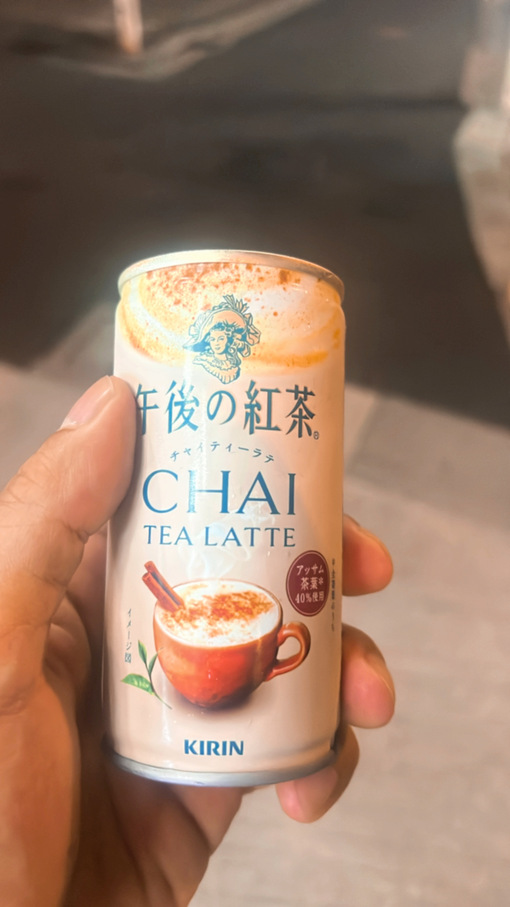 午後の紅茶®
チャイティーラテ
CHAI
TEA LATTE
アッサム
茶葉※
40%使用
イメージ図
KIRIN